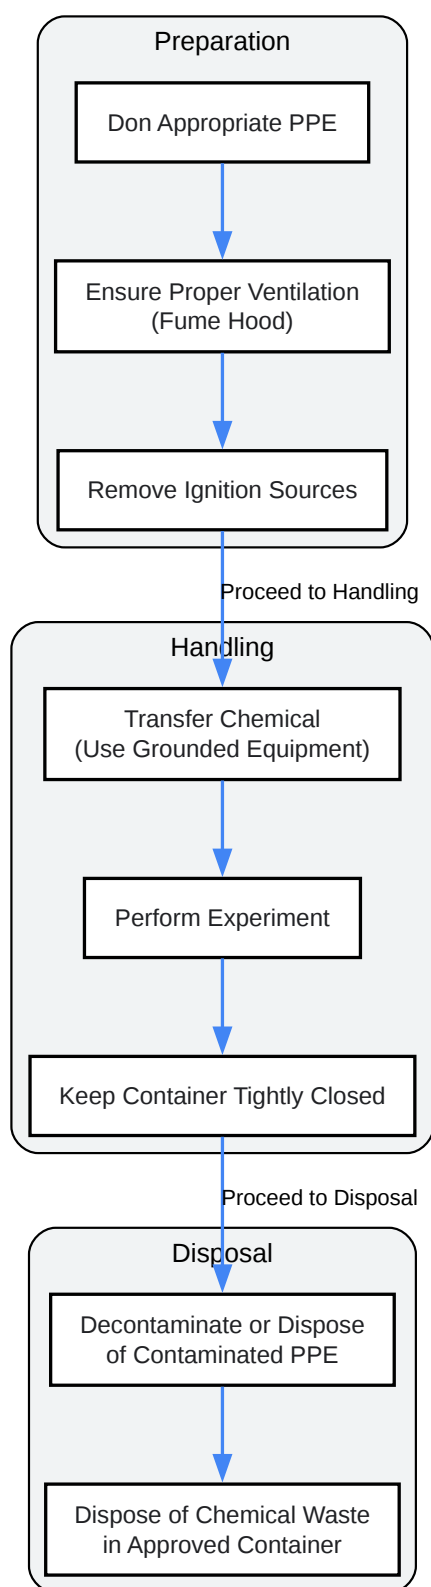 Preparation
Don Appropriate PPE
Ensure Proper Ventilation
(Fume Hood)
Remove Ignition Sources
Proceed to Handling
Handling
Transfer Chemical
(Use Grounded Equipment)
Perform Experiment
Keep Container Tightly Closed
Proceed to Disposal
Disposal
Decontaminate or Dispose
of Contaminated PPE
Dispose of Chemical Waste
in Approved Container